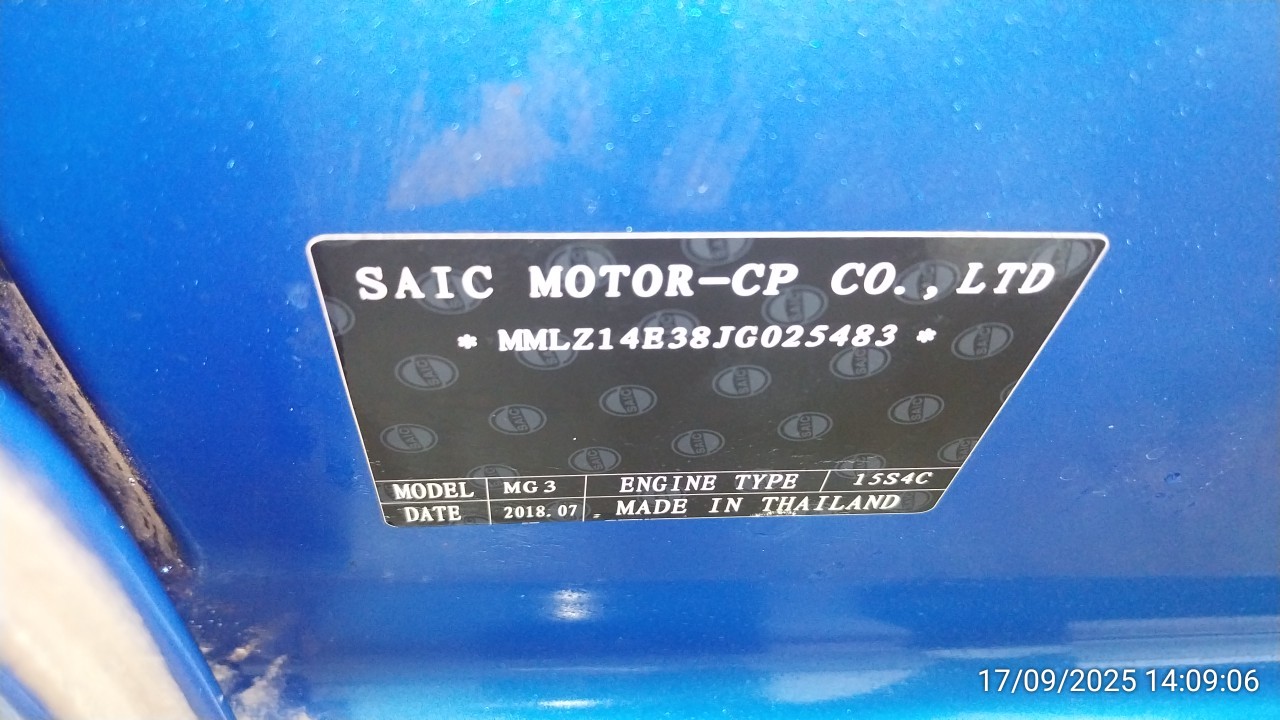 SAIC MOTOR-CP CO.,LTD
* MMLZ14E38JG025483 *
MODEL MG3 ENGINE TYPE / 15S4C
DATE 2018.07 MADE IN THAILAND
17/09/2025 14:09:06